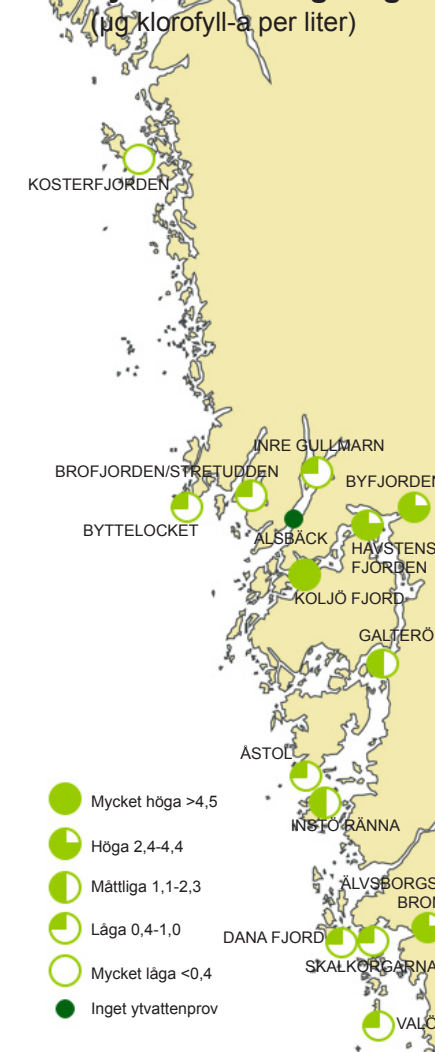 (µg klorofyll-a per liter)
KOSTERFJORDEN
INRE GULLMARN
BROFJORDEN/STRETUDDEN
BYFJORDEN
BYTTELOCKET
ALSBÄCK
HAVSTENS
FJORDEN
KOLJÖ FJORD
GALTERÖ
ÅSTOL
INSTÖ RÄNNA
Mycket höga >4,5
Höga 2,4-4,4
Måttliga 1,1-2,3
Låga 0,4-1,0
Mycket låga <0,4
Inget ytvattenprov
ÄLVSBORGS
BRON
DANA FJORD
SKALKORGARNA
VALÖ